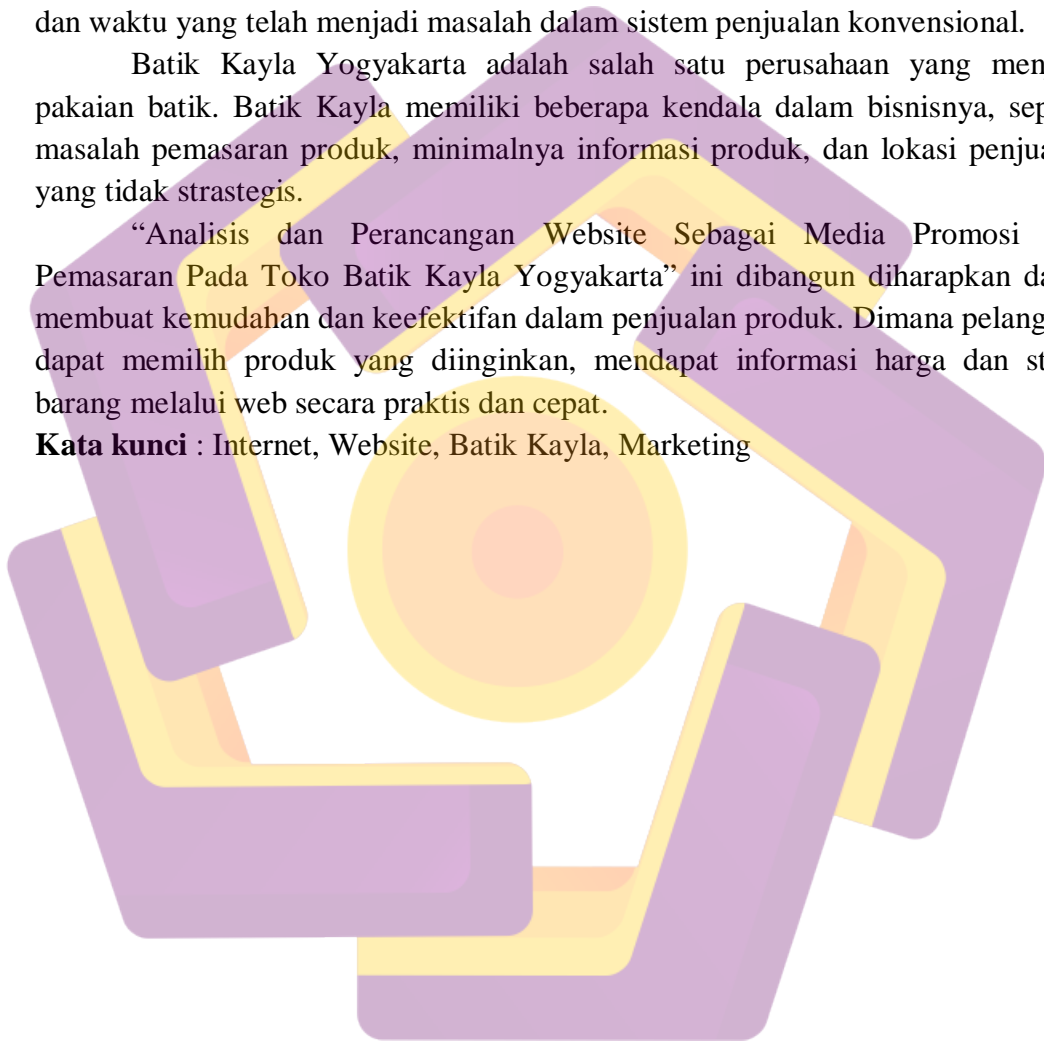 dan waktu yang telah menjadi masalah dalam sistem penjualan konvensional.
Batik Kayla Yogyakarta adalah salah satu perusahaan yang men
pakaian batik. Batik Kayla memiliki beberapa kendala dalam bisnisnya, sep
masalah pemasaran produk, minimalnya informasi produk, dan lokasi penjua
yang tidak strastegis.
“Analisis dan Perancangan Website Sebagai Media Promosi
Pemasaran Pada Toko Batik Kayla Yogyakarta” ini dibangun diharapkan da
membuat kemudahan dan keefektifan dalam penjualan produk. Dimana pelang
dapat memilih produk yang diinginkan, mendapat informasi harga dan st
barang melalui web secara praktis dan cepat.
Kata kunci : Internet, Website, Batik Kayla, Marketing